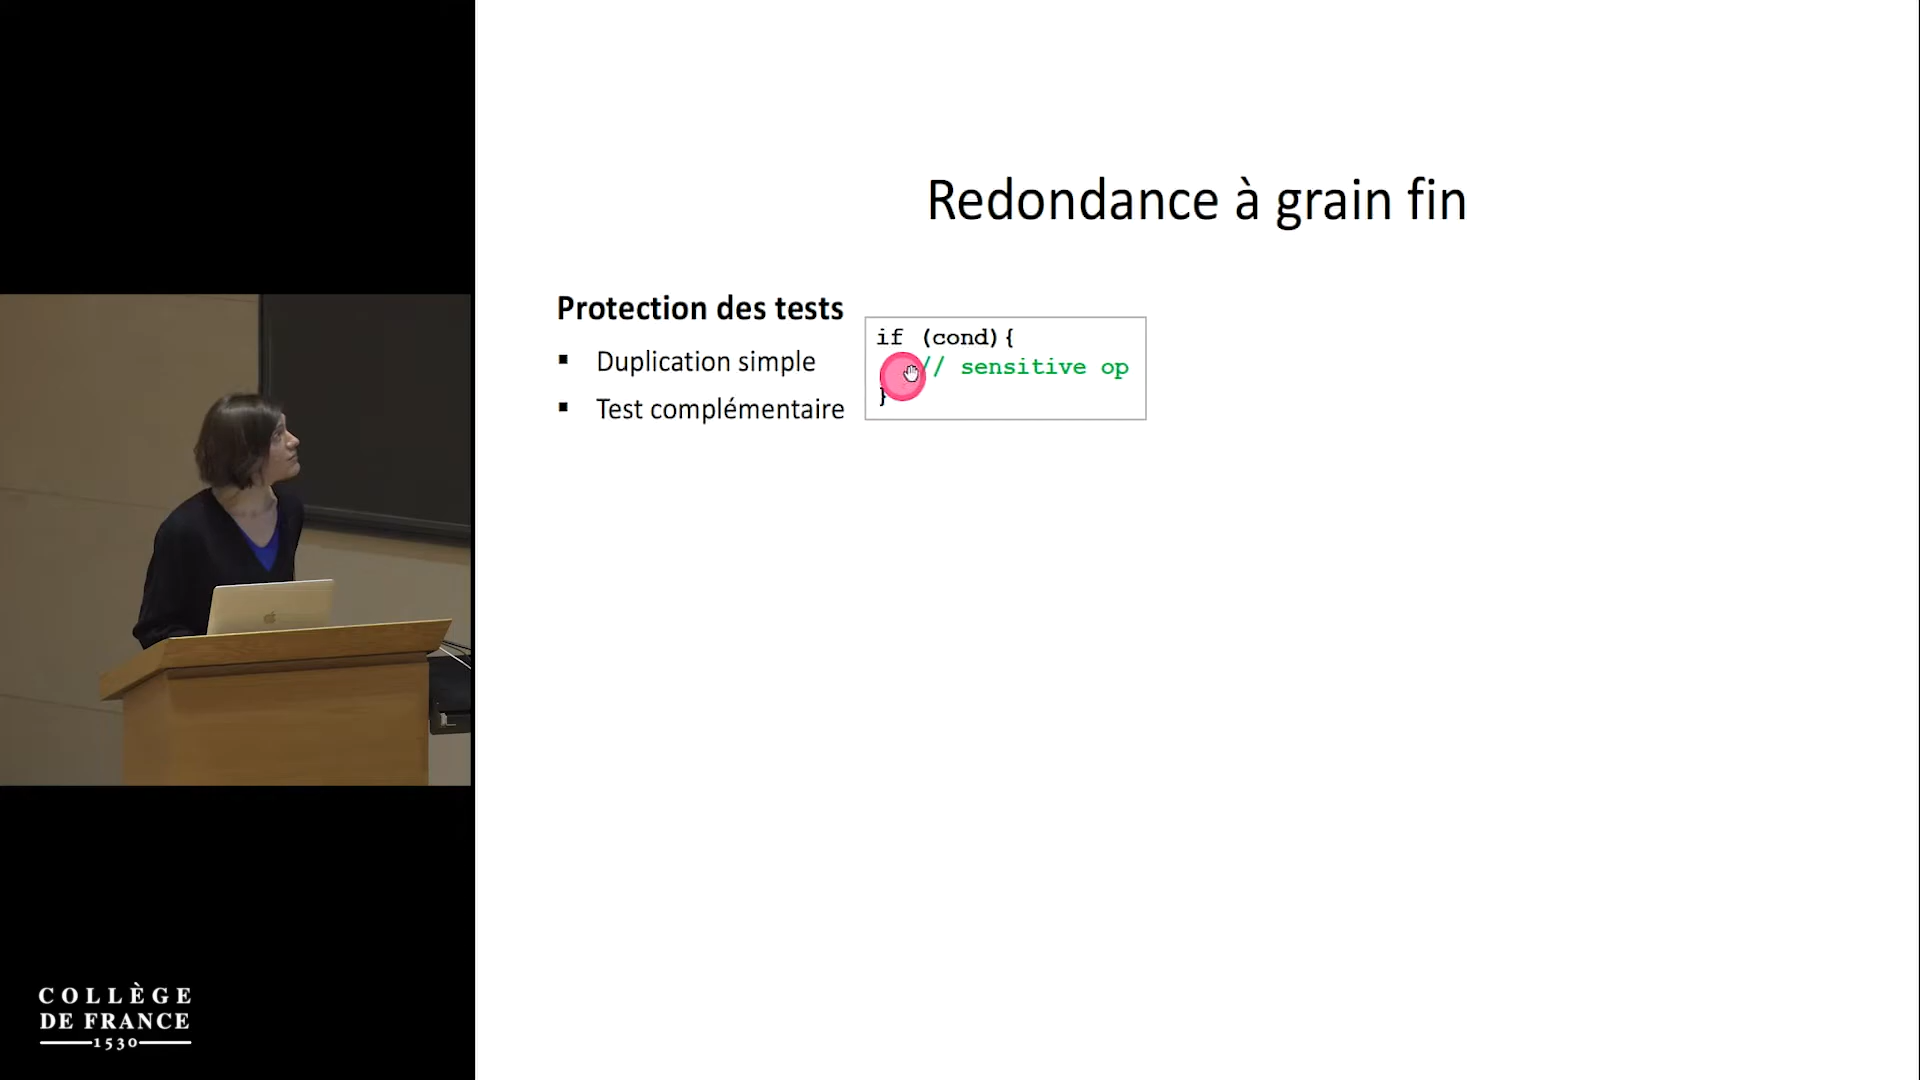 Redondance à grain fin
Protection des tests
▪ Duplication simple
▪ Test complémentaire
if (cond){
// sensitive op
}
COLLÈGE
DE FRANCE
1530